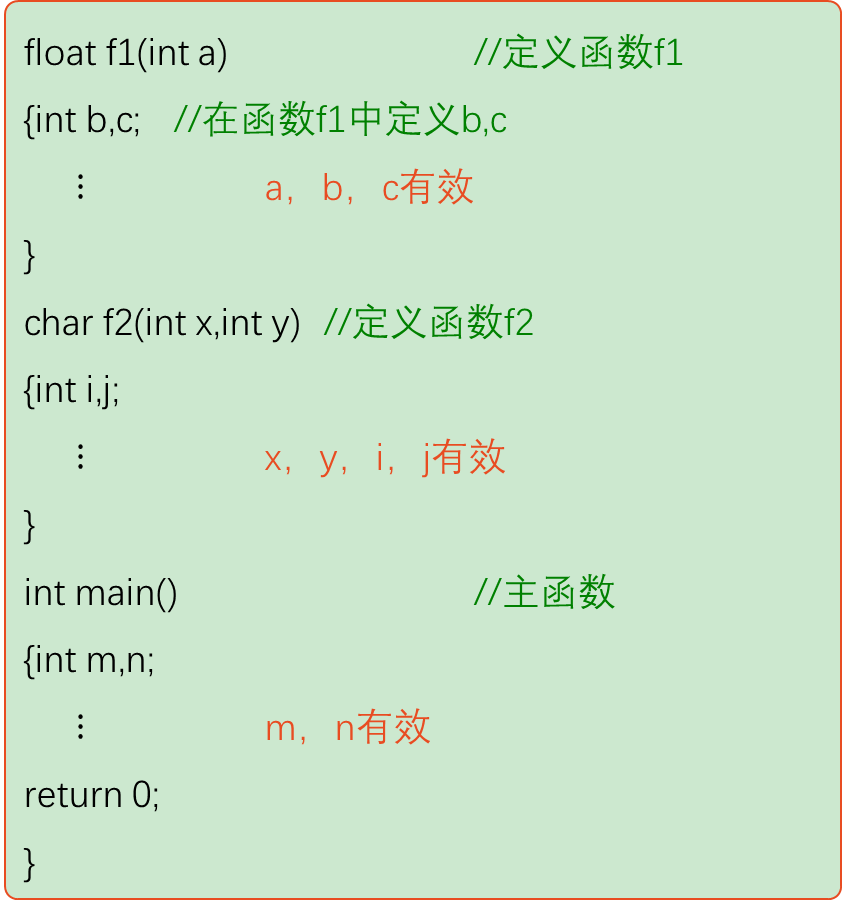 float f1(int a) //定义函数f1
{int b,c; //在函数f1中定义b,c
⋮ a，b，c有效
}
char f2(int x,int y) //定义函数f2
{int i,j;
⋮ x，y，i，j有效
}
int main() //主函数
{int m,n;
⋮ m，n有效
return 0;
}